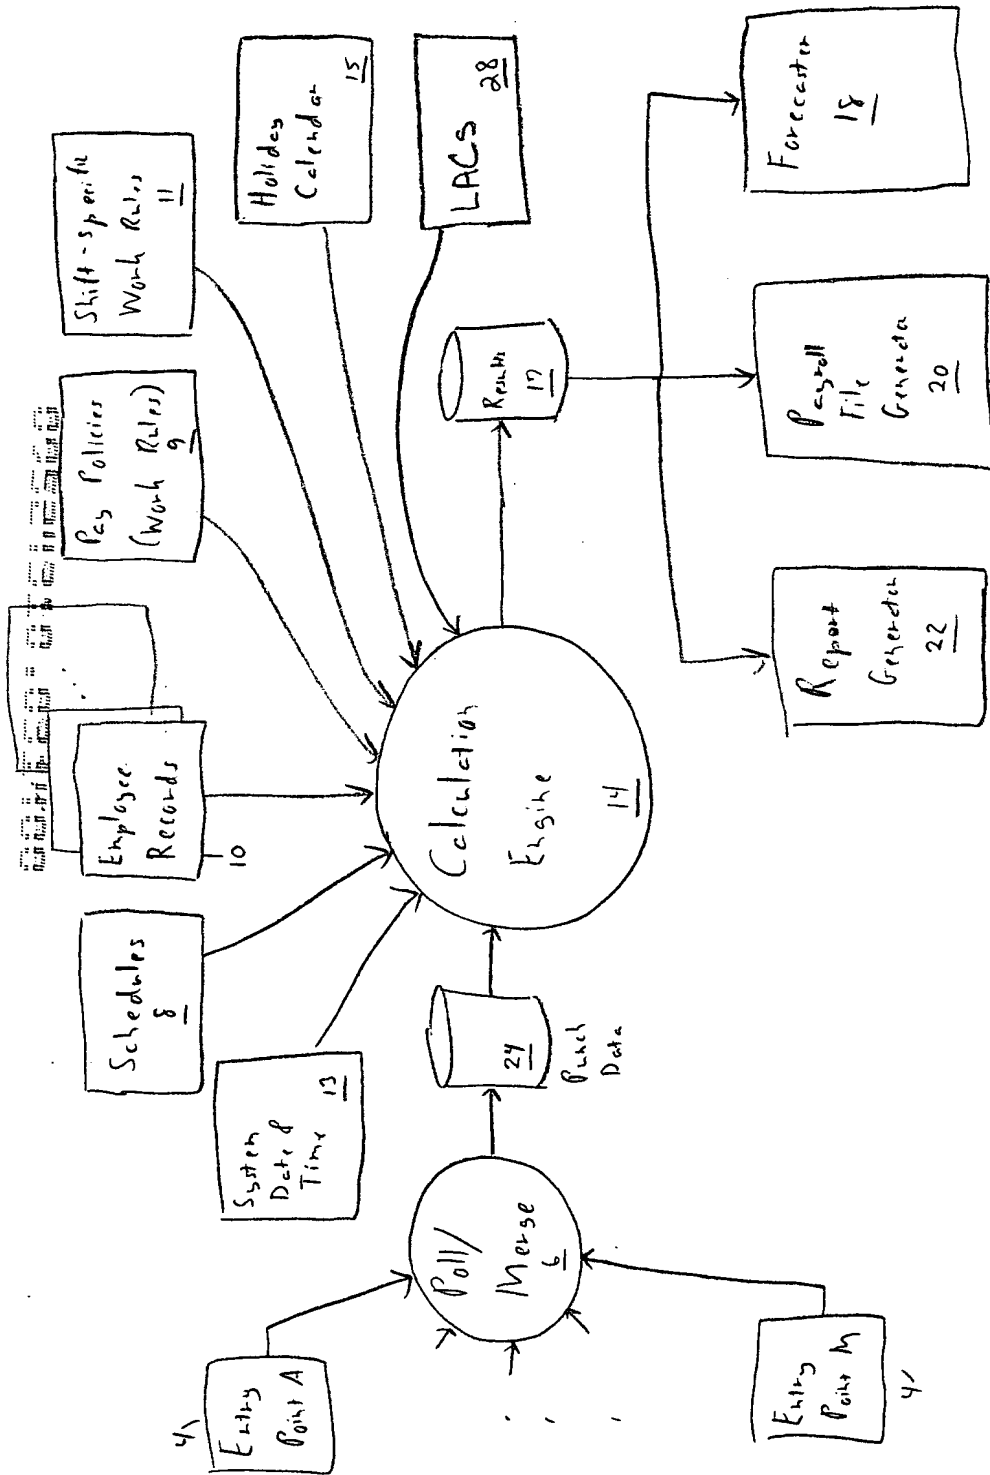 4
Entry
Point A
Entry
Point M
4
Poll/
Merge
6
System
Date &
Time
13
24
Punch
Data
Schedules
8
Employee
Records
10
Pay Policies
(Work Rules)
9
Shift-specific
Work Rules
11
Holiday
Calendar
15
LACS
28
Calculation
Engine
14
Results
17
Report
Generator
22
Payroll
File
Generator
20
Forecaster
18